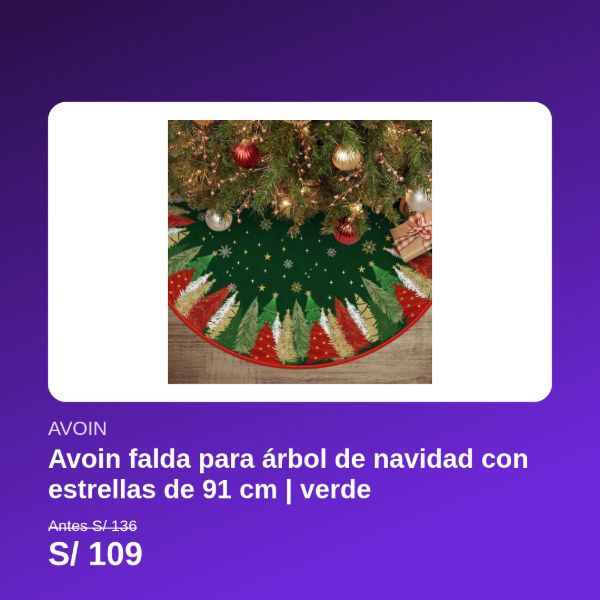 AVOIN
Avoin falda para árbol de navidad con
estrellas de 91 cm | verde
Antes S/ 136
S/ 109